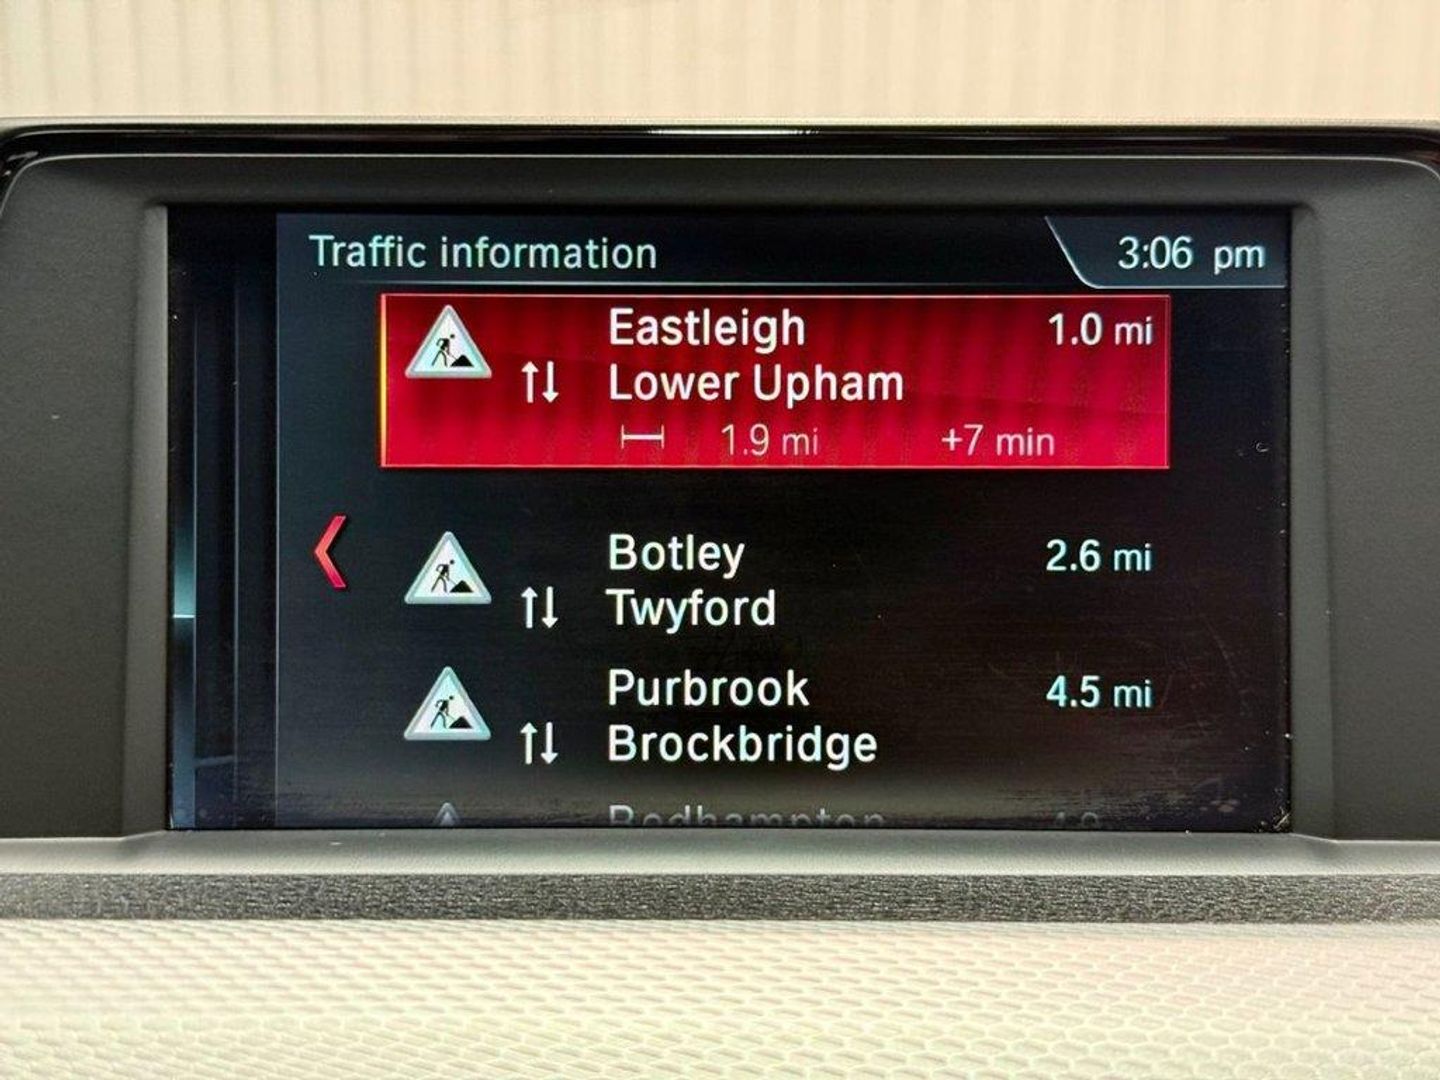 Traffic information
3:06 pm
Eastleigh 1.0 mi
Lower Upham
1.9 mi +7 min
Botley 2.6 mi
Twyford
Purbrook 4.5 mi
Brockbridge